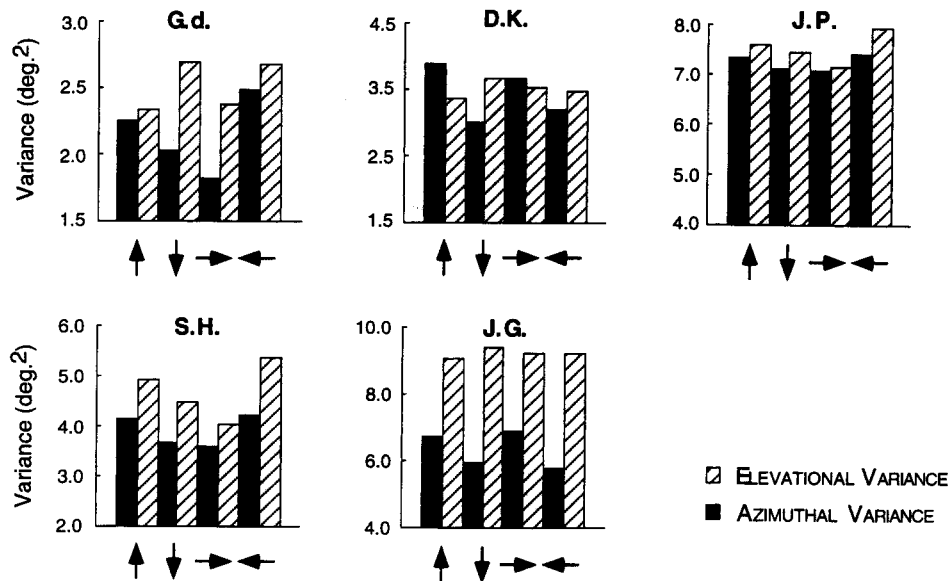 G.d.
D.K.
J.P.
Variance (deg.²)
3.0
2.5
2.0
1.5
4.5
3.5
2.5
1.5
8.0
7.0
6.0
5.0
4.0
S.H.
J.G.
Variance (deg.²)
6.0
5.0
4.0
3.0
2.0
10.0
8.0
6.0
4.0
ELEVATIONAL VARIANCE
AZIMUTHAL VARIANCE